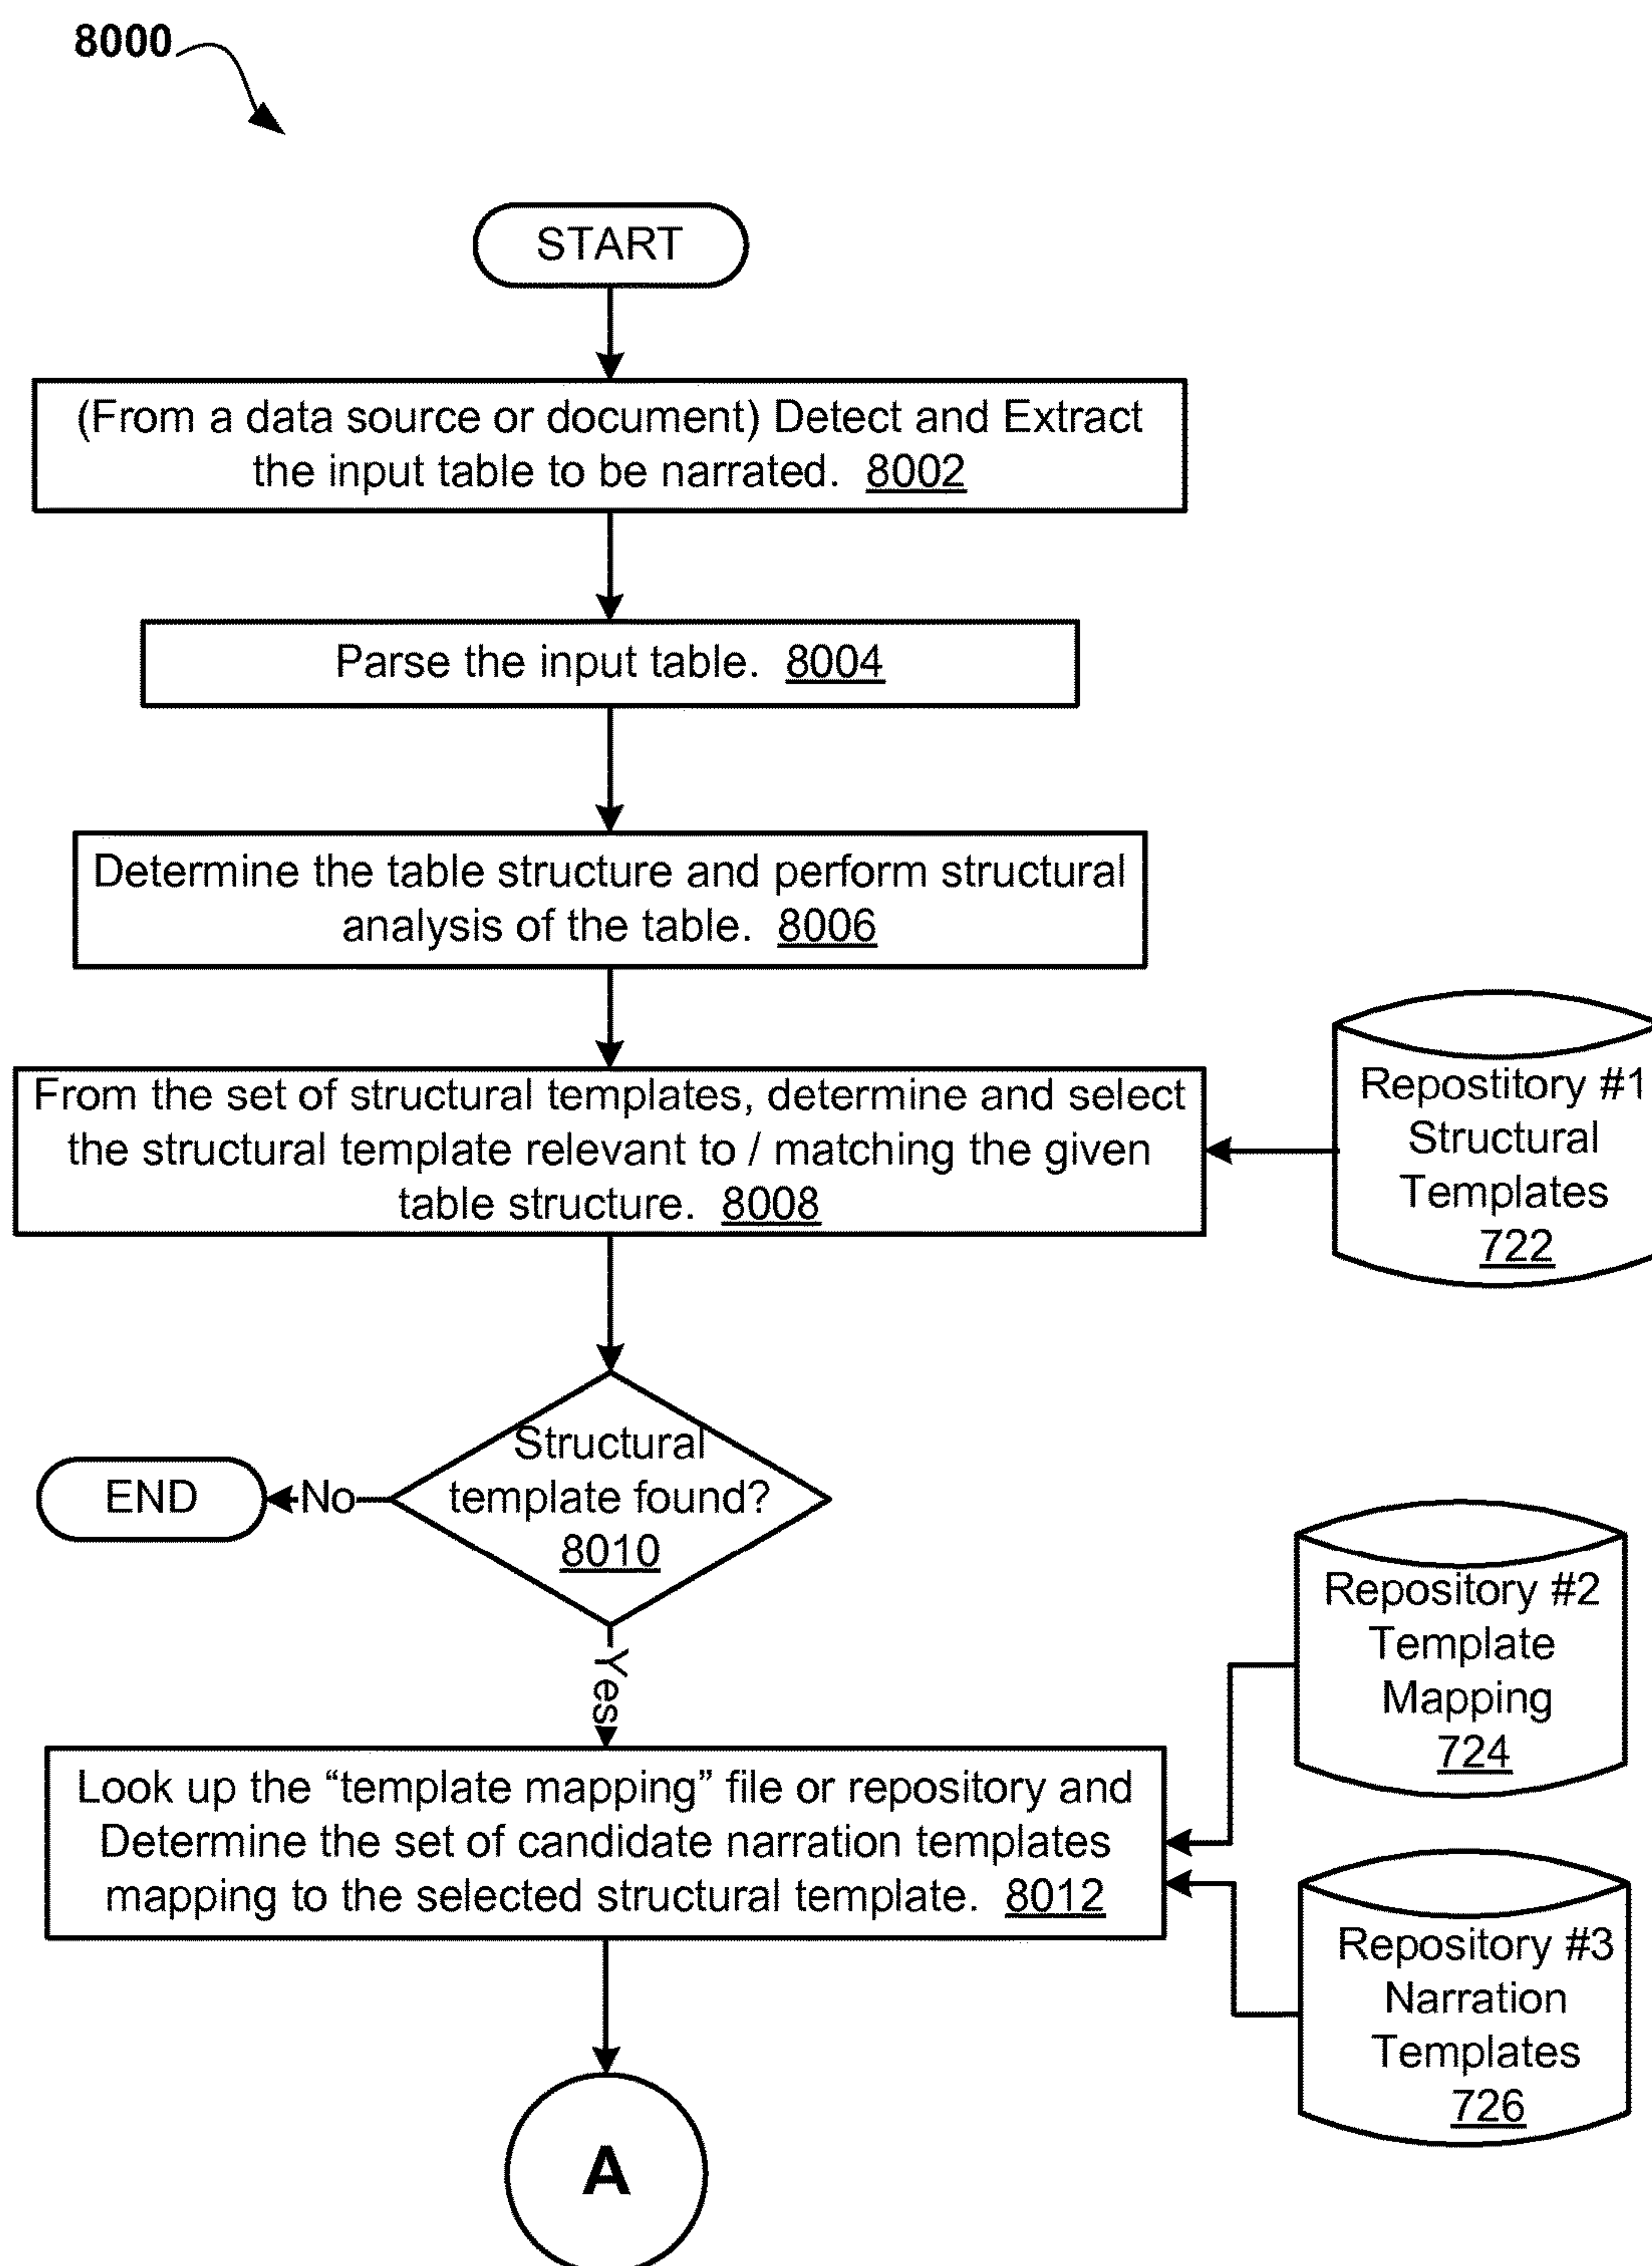 8000
START
(From a data source or document) Detect and Extract
the input table to be narrated. 8002
Parse the input table. 8004
Determine the table structure and perform structural
analysis of the table. 8006
From the set of structural templates, determine and select
the structural template relevant to / matching the given
table structure. 8008
Repostitory #1
Structural
Templates
722
Structural
template found?
8010
No
END
Yes
Repository #2
Template
Mapping
724
Look up the “template mapping” file or repository and
Determine the set of candidate narration templates
mapping to the selected structural template. 8012
Repository #3
Narration
Templates
726
A